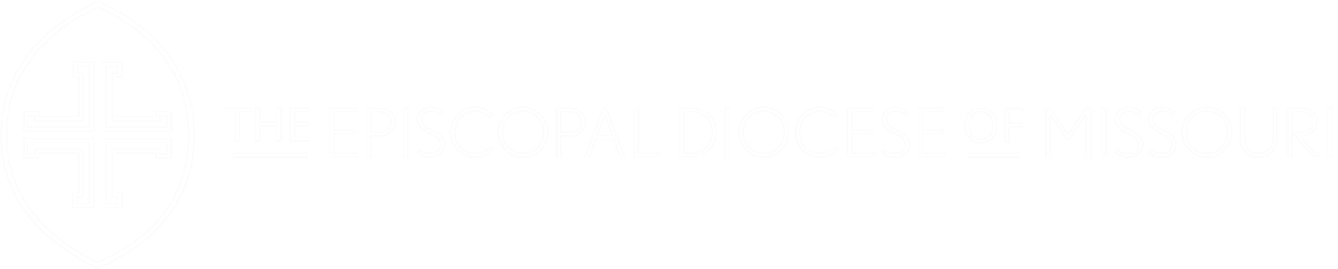 THE EPISCOPAL DIOCESE OF MISSOURI